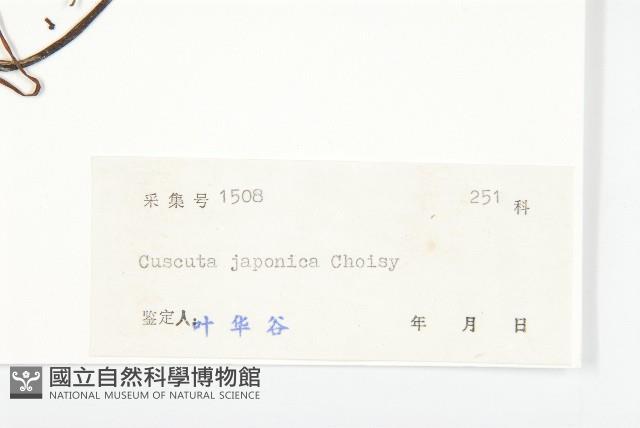 采集号 1508 251 科
Cuscuta japonica Choisy
鉴定人: 叶华谷 年 月 日
國立自然科學博物館
NATIONAL MUSEUM OF NATURAL SCIENCE